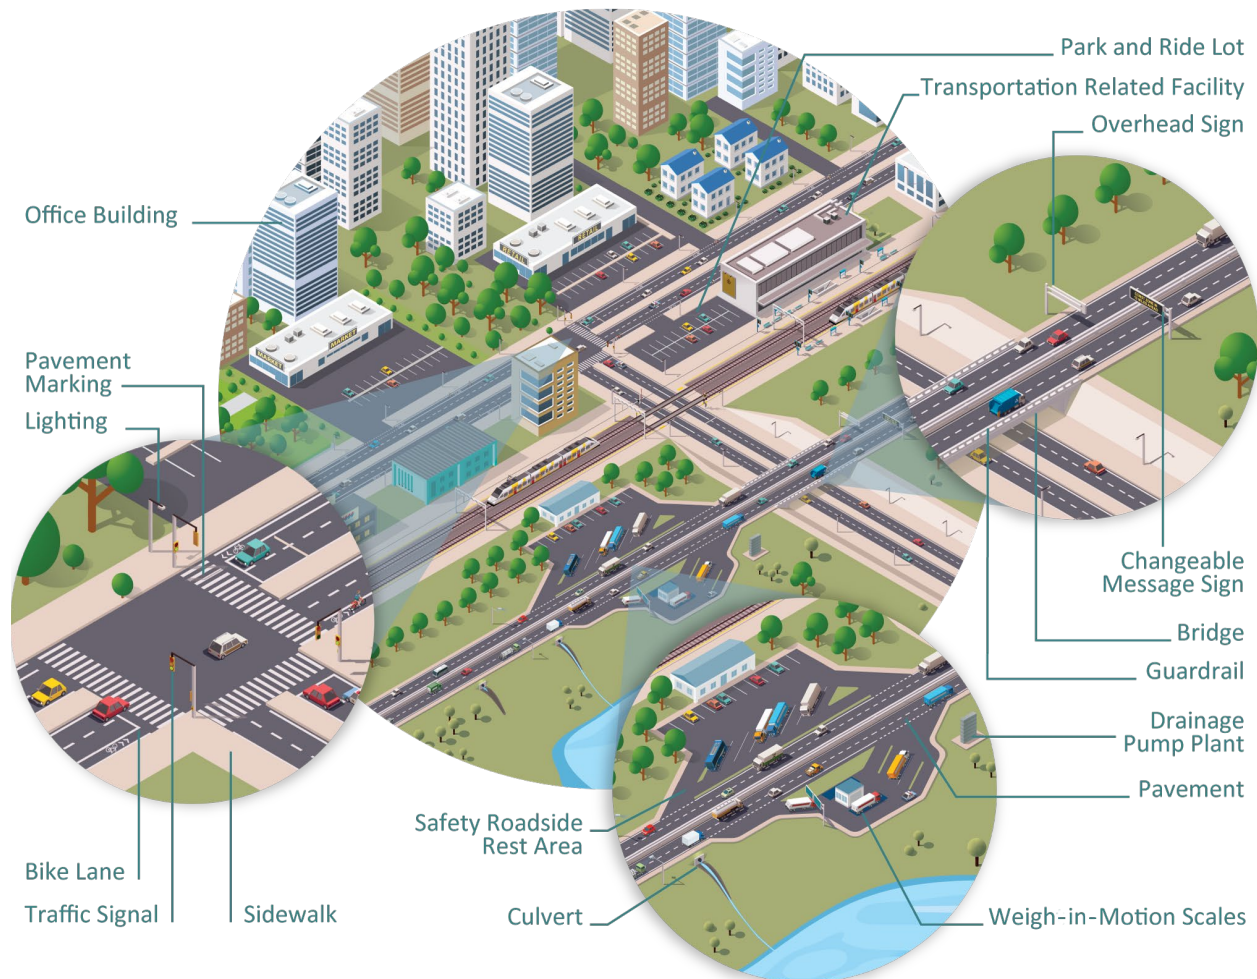 Park and Ride Lot
Transportation Related Facility
Overhead Sign
Office Building
RETAIL
RETAIL
MARKET
MARKET
Pavement
Marking
Lighting
Changeable
Message Sign
Bridge
Guardrail
Drainage
Pump Plant
Pavement
Safety Roadside
Rest Area
Bike Lane
Traffic Signal
Sidewalk
Culvert
Weigh-in-Motion Scales